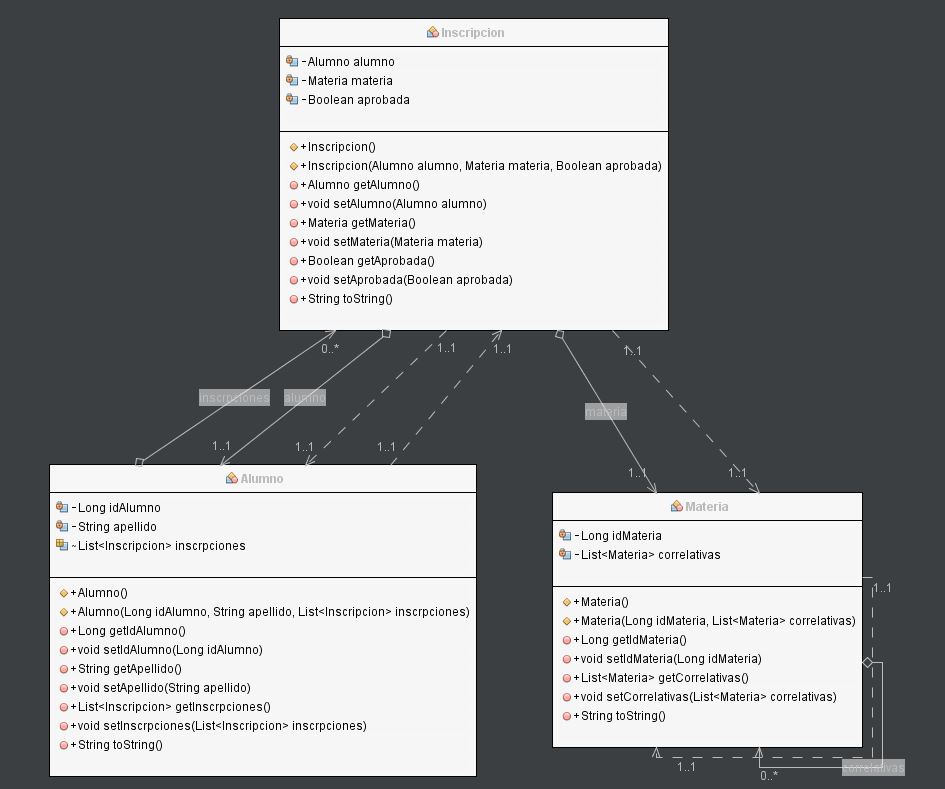 Inscripcion
-Alumno alumno
-Materia materia
-Boolean aprobada
+Inscripcion()
+Inscripcion(Alumno alumno, Materia materia, Boolean aprobada)
+Alumno getAlumno()
+void setAlumno(Alumno alumno)
+Materia getMateria()
+void setMateria(Materia materia)
+Boolean getAprobada()
+void setAprobada(Boolean aprobada)
+String toString()
0..*
1..1
1..1
1..1
inscrpciones
alumno
materia
1..1
1..1
1..1
1..1
1..1
Alumno
-Long idAlumno
-String apellido
~List<Inscripcion> inscrpciones
+Alumno()
+Alumno(Long idAlumno, String apellido, List<Inscripcion> inscrpciones)
+Long getIdAlumno()
+void setIdAlumno(Long idAlumno)
+String getApellido()
+void setApellido(String apellido)
+List<Inscripcion> getInscrpciones()
+void setInscrpciones(List<Inscripcion> inscrpciones)
+String toString()
Materia
-Long idMateria
-List<Materia> correlativas
+Materia()
+Materia(Long idMateria, List<Materia> correlativas)
+Long getIdMateria()
+void setIdMateria(Long idMateria)
+List<Materia> getCorrelativas()
+void setCorrelativas(List<Materia> correlativas)
+String toString()
1..1
1..1
0..*
correlativas